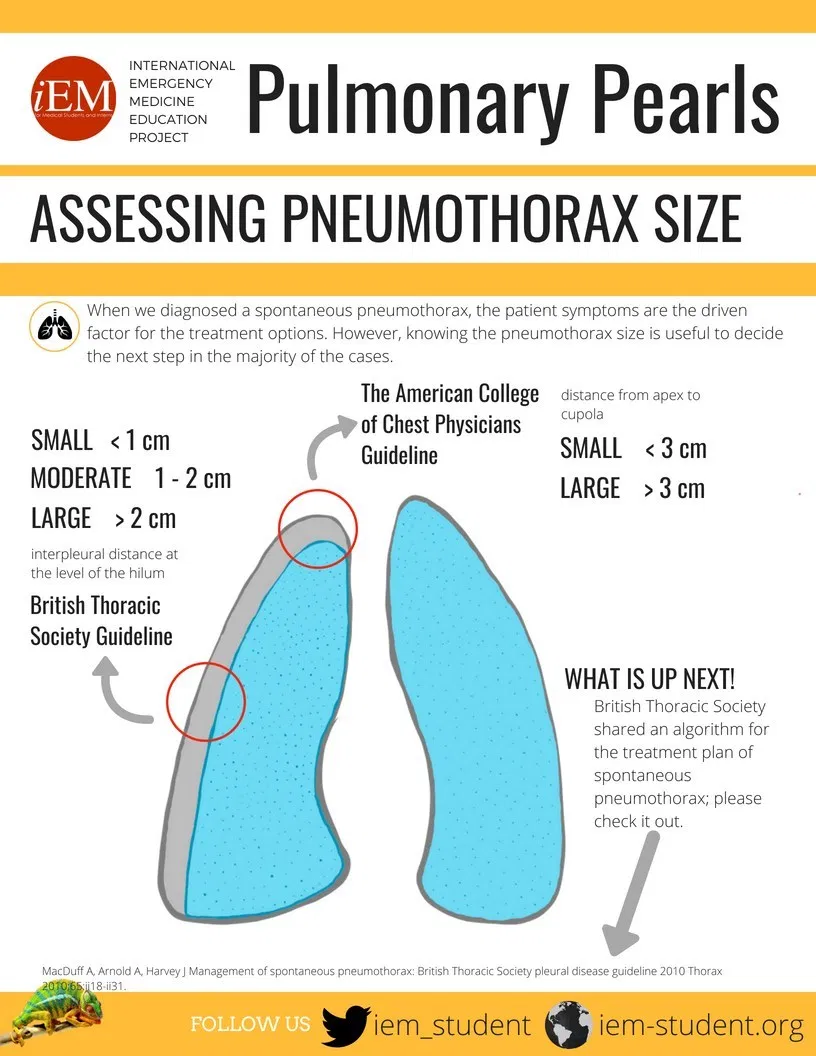 iEM
for Medical Students and Interns
INTERNATIONAL
EMERGENCY
MEDICINE
EDUCATION
PROJECT
Pulmonary Pearls
ASSESSING PNEUMOTHORAX SIZE
When we diagnosed a spontaneous pneumothorax, the patient symptoms are the driven
factor for the treatment options. However, knowing the pneumothorax size is useful to decide
the next step in the majority of the cases.
The American College
of Chest Physicians
Guideline
distance from apex to
cupola
SMALL < 3 cm
LARGE > 3 cm
SMALL < 1 cm
MODERATE 1 - 2 cm
LARGE > 2 cm
interpleural distance at
the level of the hilum
British Thoracic
Society Guideline
WHAT IS UP NEXT!
British Thoracic Society
shared an algorithm for
the treatment plan of
spontaneous
pneumothorax; please
check it out.
MacDuff A, Arnold A, Harvey J Management of spontaneous pneumothorax: British Thoracic Society pleural disease guideline 2010 Thorax
2010;65:ii18-ii31.
FOLLOW US
iem_student
iem-student.org